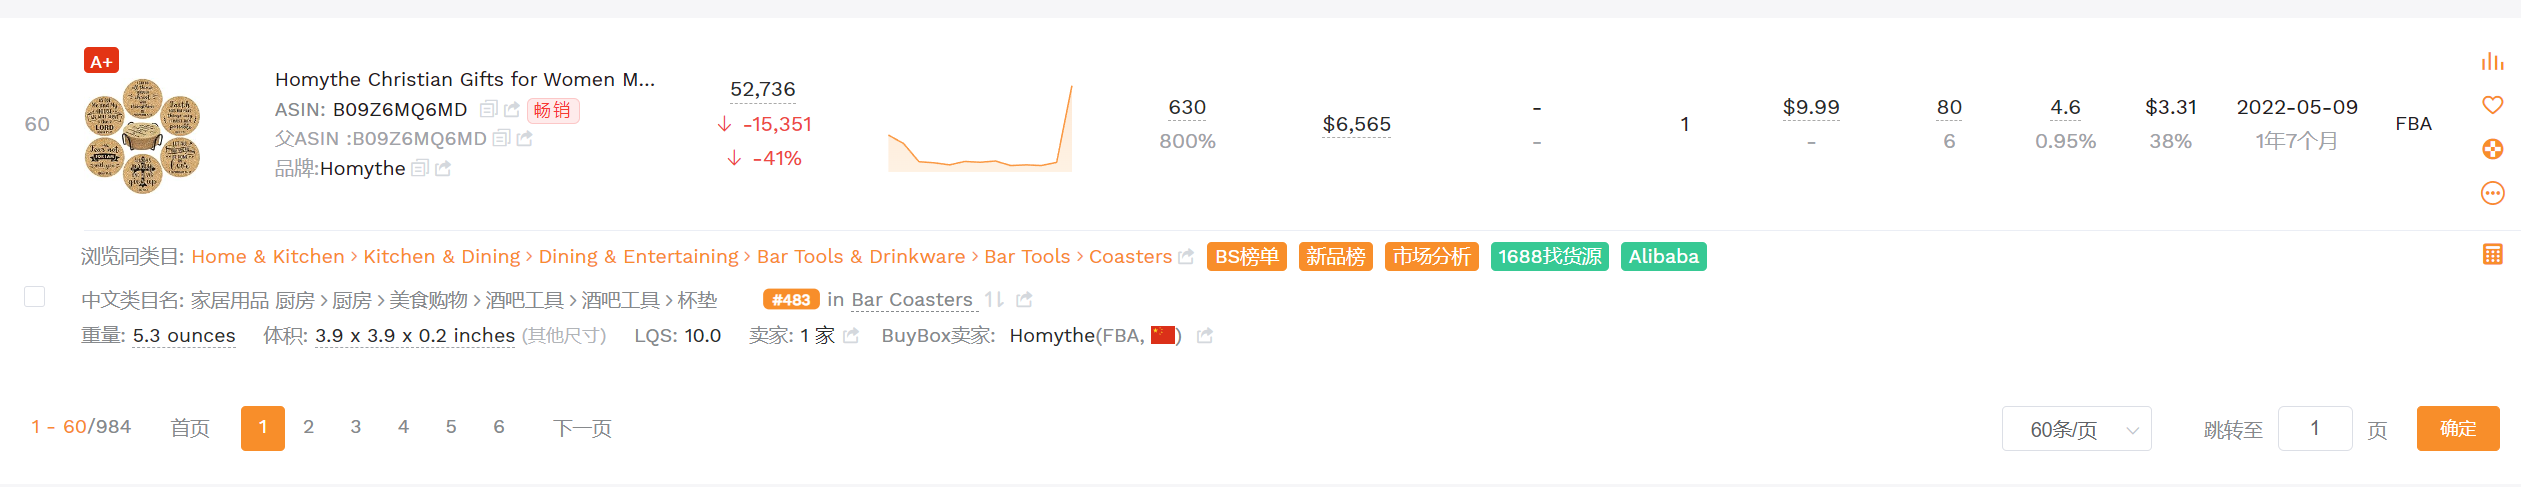 60
A+
Homythe Christian Gifts for Women M...
ASIN: B09Z6MQ6MD 畅销
父ASIN :B09Z6MQ6MD
品牌:Homythe
52,736
↓ -15,351
↓ -41%
630
800%
$6,565
-
-
1
$9.99
-
80
6
4.6
0.95%
$3.31
38%
2022-05-09
1年7个月
FBA
浏览同类目: Home & Kitchen › Kitchen & Dining › Dining & Entertaining › Bar Tools & Drinkware › Bar Tools › Coasters BS榜单 新品榜 市场分析 1688找货源 Alibaba
中文类目名: 家居用品 厨房 › 厨房 › 美食购物 › 酒吧工具 › 酒吧工具 › 杯垫 #483 in Bar Coasters
重量: 5.3 ounces 体积: 3.9 x 3.9 x 0.2 inches (其他尺寸) LQS: 10.0 卖家: 1 家 BuyBox卖家: Homythe(FBA, )
1 - 60/984 首页 1 2 3 4 5 6 下一页 60条/页 跳转至 1 页 确定